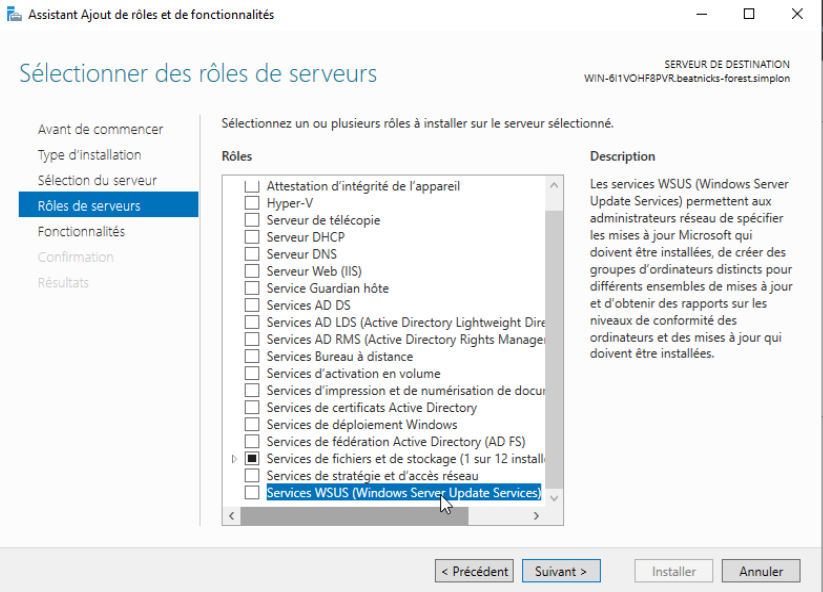 Assistant Ajout de rôles et de fonctionnalités
Sélectionner des rôles de serveurs
SERVEUR DE DESTINATION
WIN-6I1VOHF8PVR.beatnicks-forest.simplon
Avant de commencer
Type d'installation
Sélection du serveur
Rôles de serveurs
Fonctionnalités
Confirmation
Résultats
Sélectionnez un ou plusieurs rôles à installer sur le serveur sélectionné.
Rôles
Attestation d'intégrité de l'appareil
Hyper-V
Serveur de télécopie
Serveur DHCP
Serveur DNS
Serveur Web (IIS)
Service Guardian hôte
Services AD DS
Services AD LDS (Active Directory Lightweight Dire
Services AD RMS (Active Directory Rights Manage
Services Bureau à distance
Services d'activation en volume
Services d'impression et de numérisation de docu
Services de certificats Active Directory
Services de déploiement Windows
Services de fédération Active Directory (AD FS)
Services de fichiers et de stockage (1 sur 12 install
Services de stratégie et d'accès réseau
Services WSUS (Windows Server Update Services)
Description
Les services WSUS (Windows Server
Update Services) permettent aux
administrateurs réseau de spécifier
les mises à jour Microsoft qui
doivent être installées, de créer des
groupes d'ordinateurs distincts pour
différents ensembles de mises à jour
et d'obtenir des rapports sur les
niveaux de conformité des
ordinateurs et des mises à jour qui
doivent être installées.
< Précédent
Suivant >
Installer
Annuler